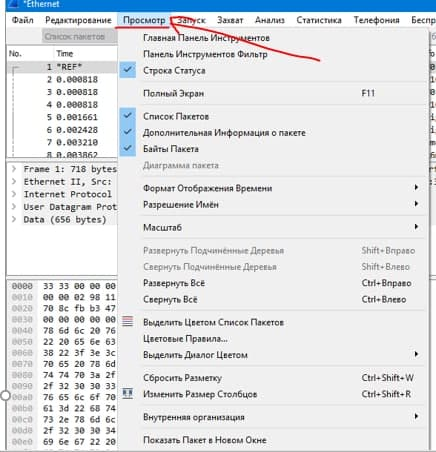 *Ethernet
Файл Редактирование Просмотр Запуск Захват Анализ Статистика Телефония Беспр
Список пакетов
Главная Панель Инструментов
Панель Инструментов Фильтр
Строка Статуса
Полный Экран F11
Список Пакетов
Дополнительная Информация о пакете
Байты Пакета
Диаграмма пакета
Формат Отображения Времени
Разрешение Имён
Масштаб
Развернуть Подчинённые Деревья Shift+Вправо
Свернуть Подчинённые Деревья Shift+Влево
Развернуть Всё Ctrl+Вправо
Свернуть Всё Ctrl+Влево
Выделить Цветом Список Пакетов
Цветовые Правила...
Выделить Диалог Цветом
Сбросить Разметку Ctrl+Shift+W
Изменить Размер Столбцов Ctrl+Shift+R
Внутренняя организация
Показать Пакет в Новом Окне
No. Time
1 *REF*
2 0.000818
3 0.000818
4 0.000818
5 0.001661
6 0.002428
7 0.003210
8 0.003862
Frame 1: 718 bytes
Ethernet II, Src:
Internet Protocol
User Datagram Prot
Data (656 bytes)
0000 33 33 00 00 00
0010 00 00 02 98 11
0020 70 8c fb b3 47
0030 00 00 00 00 00
0040 78 6d 6c 20 76
0050 22 20 65 6e 63
0060 38 22 3f 3e 3c
0070 70 65 20 78 6d
0080 74 74 70 3a 2f
0090 2f 32 30 30 33
00a0 76 65 6c 6f 70
00b0 61 3d 22 68 74
00c0 73 2e 78 6d 6c
00d0 2f 32 30 30 34
00e0 69 6e 67 22 20